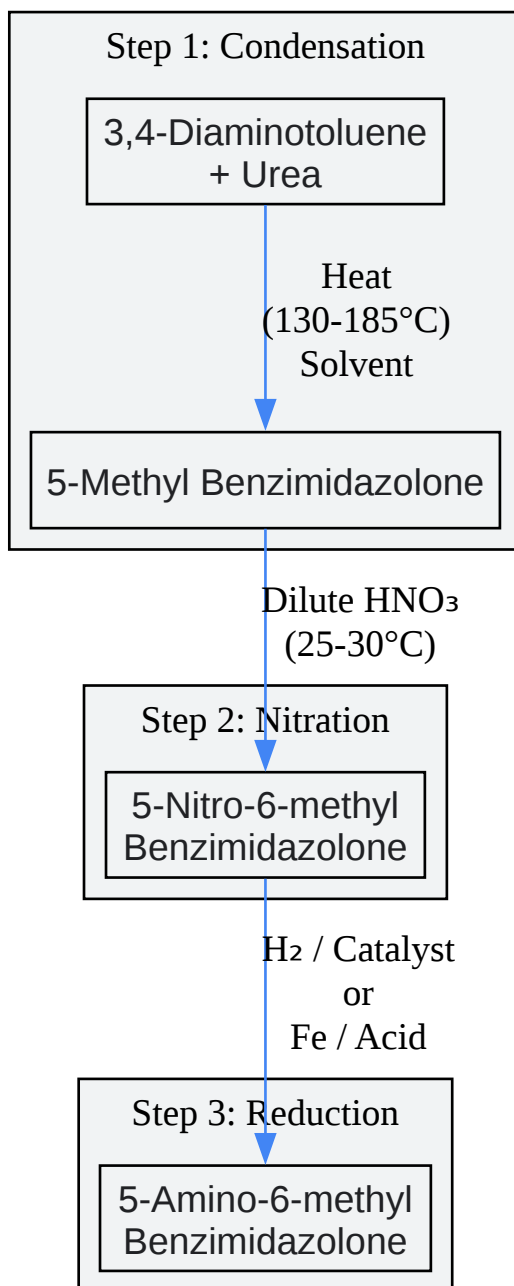 Step 1: Condensation
3,4-Diaminotoluene
+ Urea
Heat
(130-185°C)
Solvent
5-Methyl Benzimidazolone
Dilute HNO₃
(25-30°C)
Step 2: Nitration
5-Nitro-6-methyl
Benzimidazolone
H₂ / Catalyst
or
Fe / Acid
Step 3: Reduction
5-Amino-6-methyl
Benzimidazolone